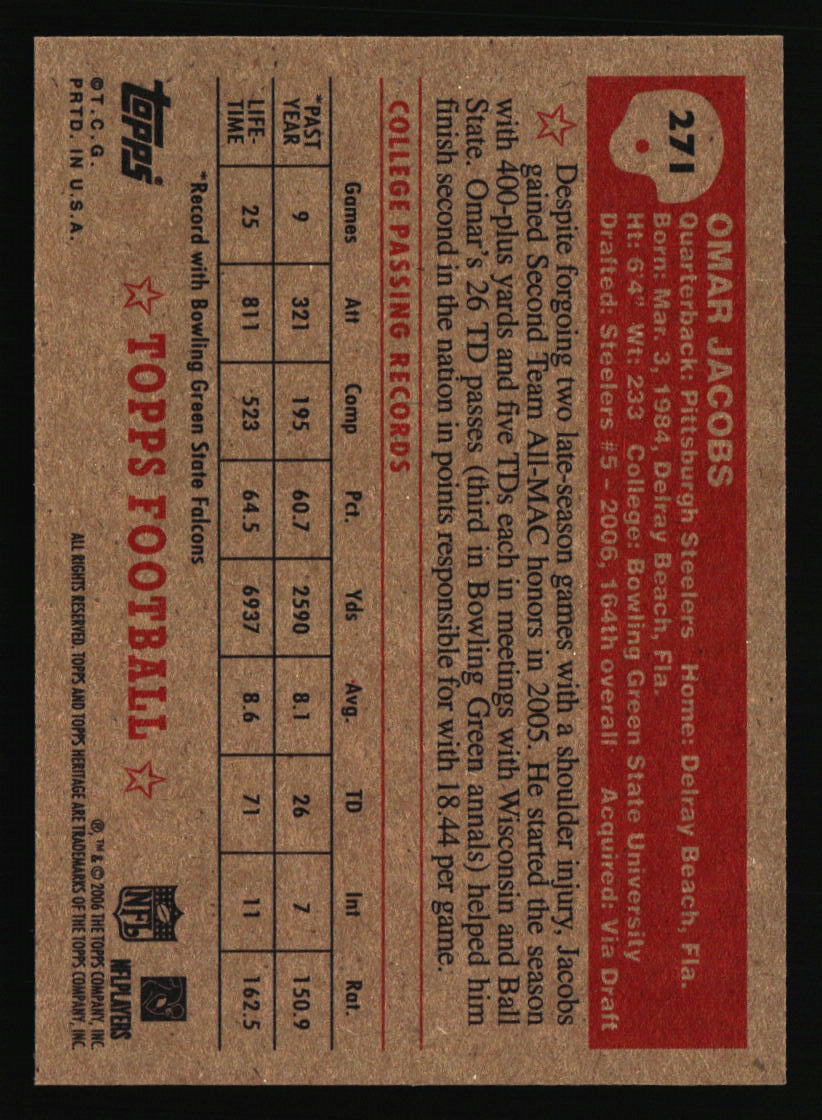 271
OMAR JACOBS
Quarterback: Pittsburgh Steelers Home: Delray Beach, Fla.
Born: Mar. 3, 1984, Delray Beach, Fla.
Ht: 6'4" Wt: 233 College: Bowling Green State University
Drafted: Steelers #5 - 2006, 164th overall Acquired: Via Draft
Despite forgoing two late-season games with a shoulder injury, Jacobs
gained Second Team All-MAC honors in 2005. He started the season
with 400-plus yards and five TDs each in meetings with Wisconsin and Ball
State. Omar's 26 TD passes (third in Bowling Green annals) helped him
finish second in the nation in points responsible for with 18.44 per game.
COLLEGE PASSING RECORDS
Games Att Comp Pct. Yds Avg. TD Int Rat.
*PAST YEAR 9 321 195 60.7 2590 8.1 26 7 150.9
LIFE-TIME 25 811 523 64.5 6937 8.6 71 11 162.5
*Record with Bowling Green State Falcons
topps
©T.C.G.
PRTD. IN U.S.A.
TOPPS FOOTBALL
NFL
NFLPLAYERS
®, ™ & © 2006 THE TOPPS COMPANY, INC.
ALL RIGHTS RESERVED. TOPPS AND TOPPS HERITAGE ARE TRADEMARKS OF THE TOPPS COMPANY, INC.